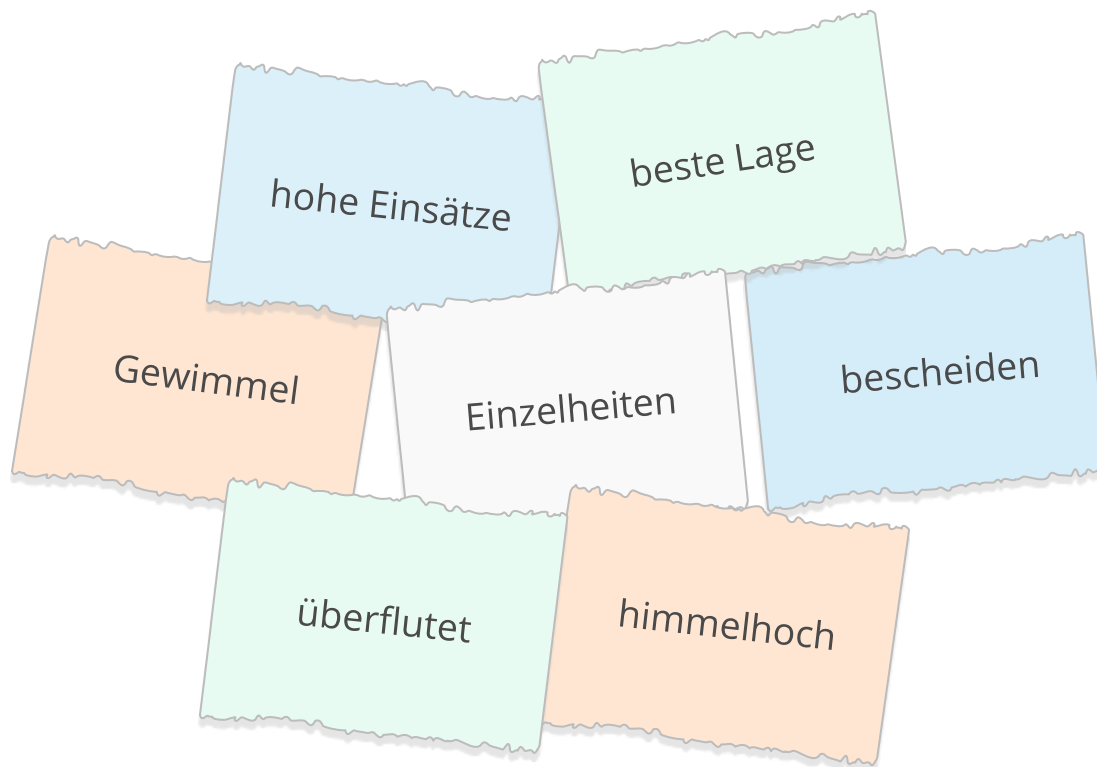 beste Lage
hohe Einsätze
Gewimmel
Einzelheiten
bescheiden
überflutet
himmelhoch